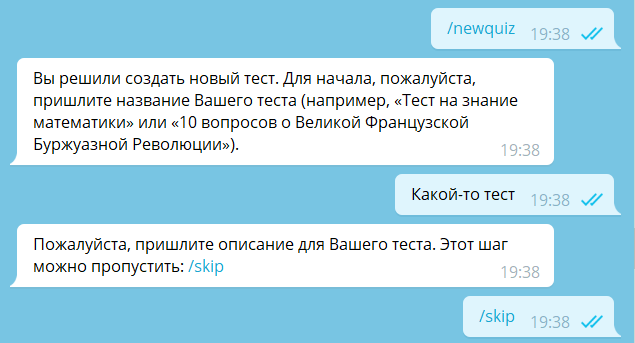 /newquiz 19:38
Вы решили создать новый тест. Для начала, пожалуйста,
пришлите название Вашего теста (например, «Тест на знание
математики» или «10 вопросов о Великой Французской
Буржуазной Революции»).
19:38
Какой-то тест 19:38
Пожалуйста, пришлите описание для Вашего теста. Этот шаг
можно пропустить: /skip
19:38
/skip 19:38